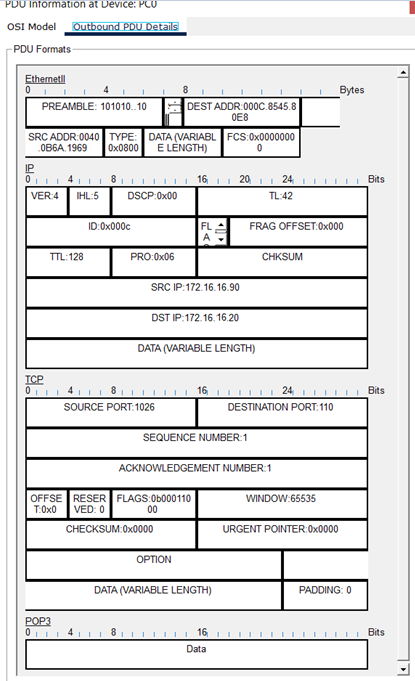 PDU Information at Device: PC0
OSI Model Outbound PDU Details
PDU Formats
EthernetII
0 4 8 Bytes
PREAMBLE: 101010..10 DEST ADDR:000C.8545.8
0E8
SRC ADDR:0040 TYPE: DATA (VARIABL FCS:0x0000000
.0B6A.1969 0x0800 E LENGTH) 0
IP
0 4 8 16 20 24 Bits
VER:4 IHL:5 DSCP:0x00 TL:42
ID:0x000c FL
A FRAG OFFSET:0x000
TTL:128 PRO:0x06 CHKSUM
SRC IP:172.16.16.90
DST IP:172.16.16.20
DATA (VARIABLE LENGTH)
TCP
0 4 8 16 24 Bits
SOURCE PORT:1026 DESTINATION PORT:110
SEQUENCE NUMBER:1
ACKNOWLEDGEMENT NUMBER:1
OFFSE RESER FLAGS:0b000110 WINDOW:65535
T:0x0 VED: 0 00
CHECKSUM:0x0000 URGENT POINTER:0x0000
OPTION
DATA (VARIABLE LENGTH) PADDING: 0
POP3
0 4 8 16 Bits
Data